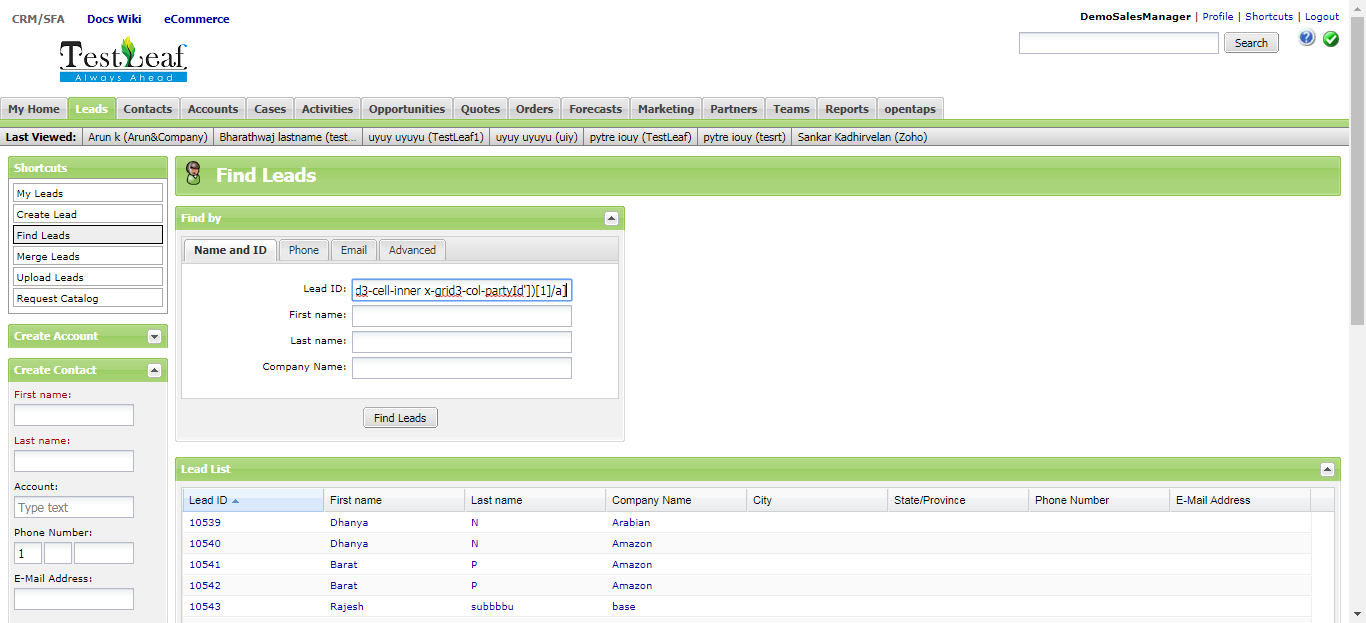 CRM/SFA Docs Wiki eCommerce
DemoSalesManager | Profile | Shortcuts | Logout
TestLeaf
Always Ahead
Search
My Home Leads Contacts Accounts Cases Activities Opportunities Quotes Orders Forecasts Marketing Partners Teams Reports opentaps
Last Viewed: Arun k (Arun&Company) Bharathwaj lastname (test... uyuy uyuyu (TestLeaf1) uyuy uyuyu (uiy) pytre iouy (TestLeaf) pytre iouy (tesrt) Sankar Kadhirvelan (Zoho)
Shortcuts
My Leads
Create Lead
Find Leads
Merge Leads
Upload Leads
Request Catalog
Create Account
Create Contact
First name:
Last name:
Account:
Type text
Phone Number:
1
E-Mail Address:
Find Leads
Find by
Name and ID Phone Email Advanced
Lead ID: d3-cell-inner x-grid3-col-partyId'])[1]/a]
First name:
Last name:
Company Name:
Find Leads
Lead List
Lead ID First name Last name Company Name City State/Province Phone Number E-Mail Address
10539 Dhanya N Arabian
10540 Dhanya N Amazon
10541 Barat P Amazon
10542 Barat P Amazon
10543 Rajesh subbbbu base